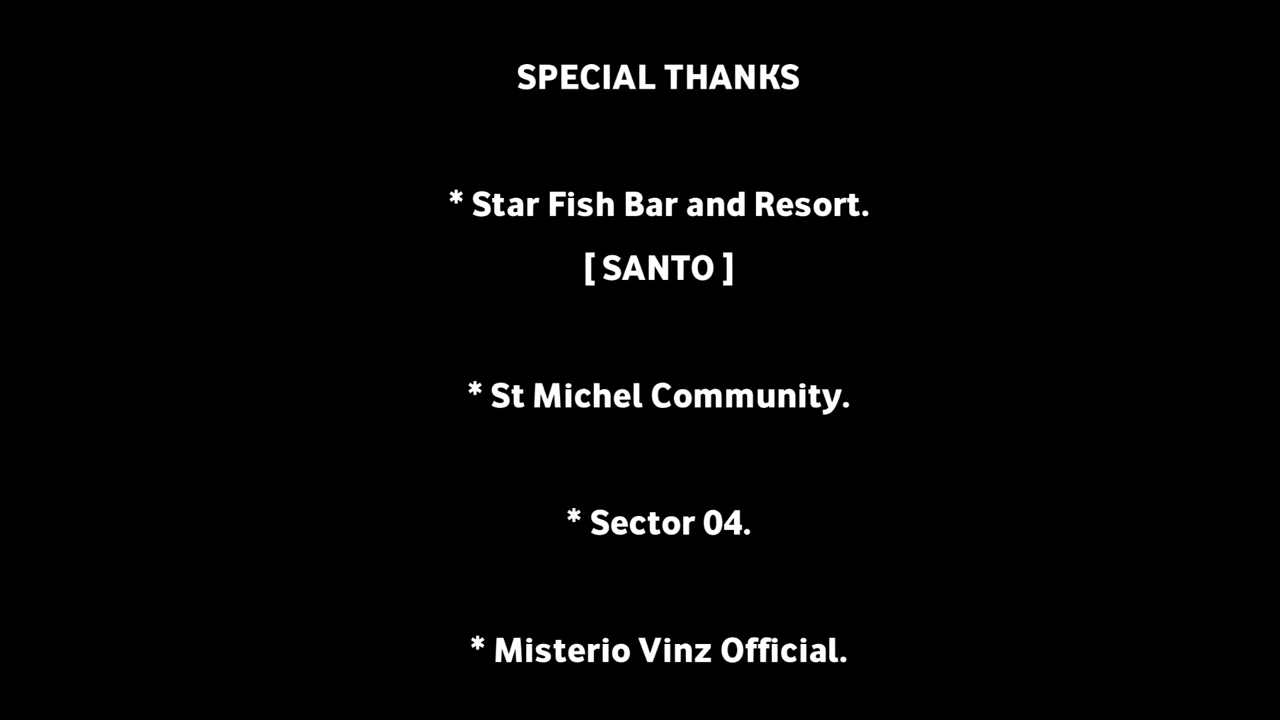 SPECIAL THANKS
* Star Fish Bar and Resort.
[ SANTO ]
* St Michel Community.
* Sector 04.
* Misterio Vinz Official.